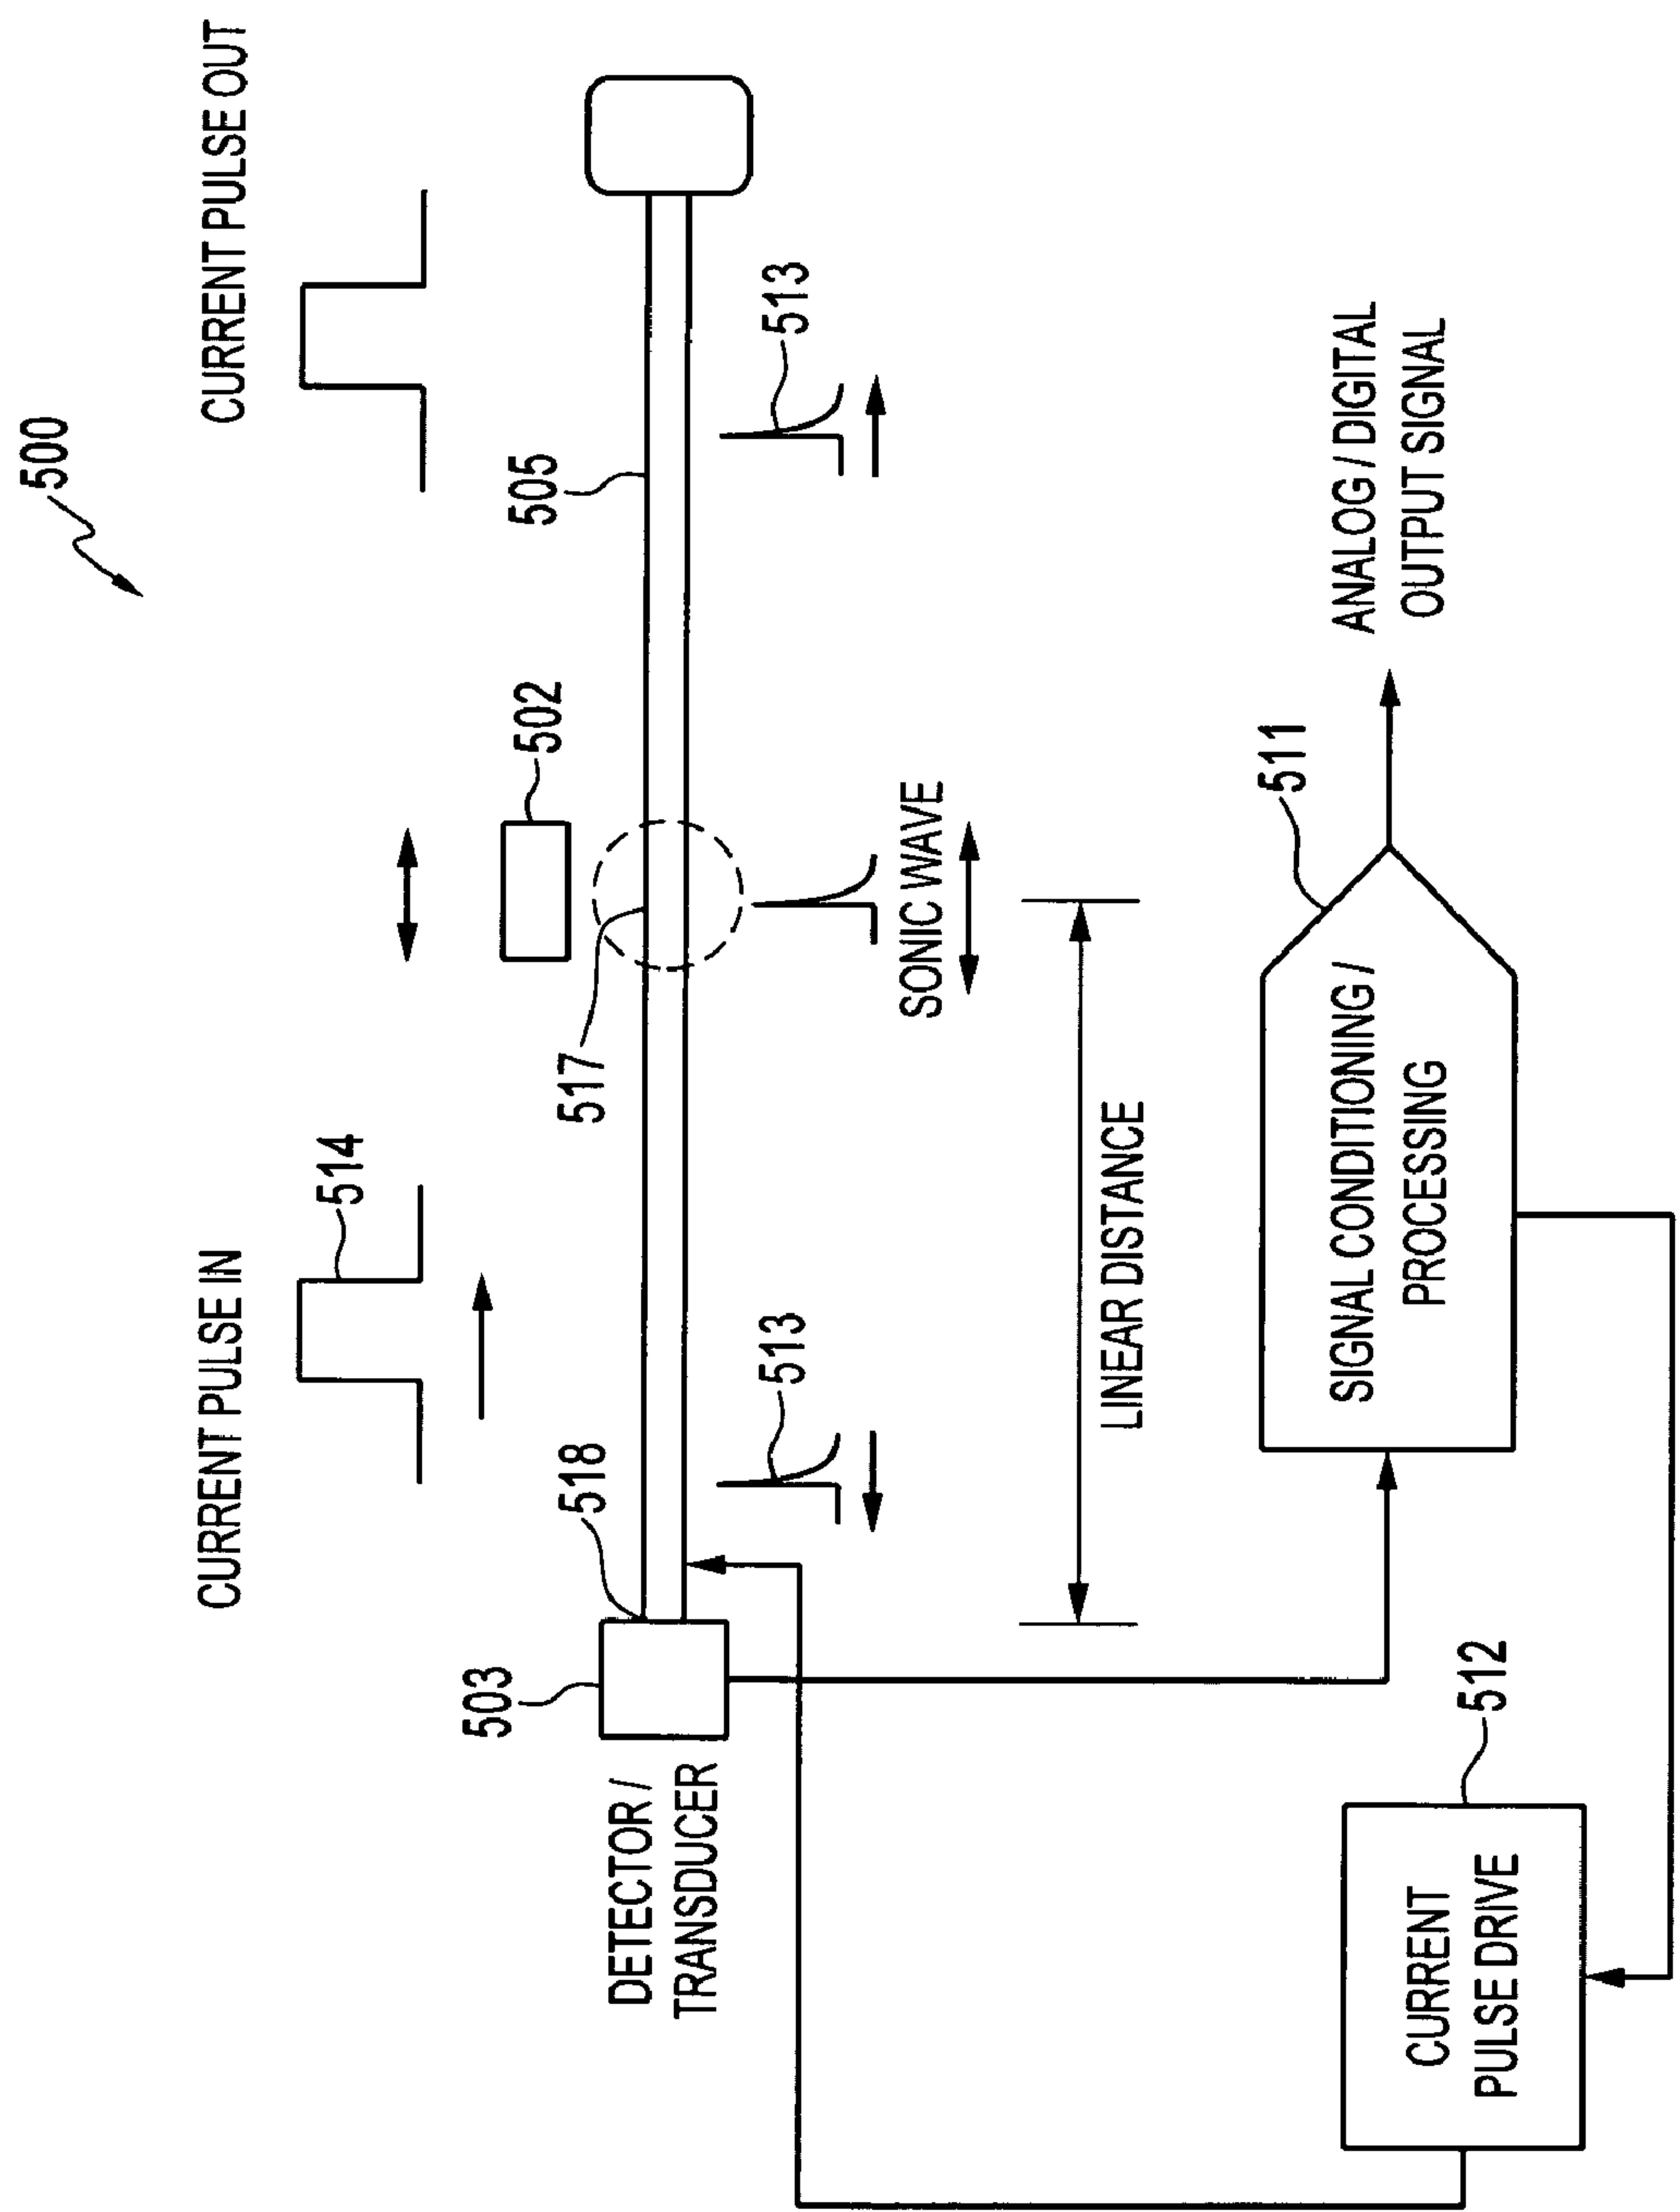 500
CURRENT PULSE IN
514
CURRENT PULSE OUT
502
505
503
518
517
DETECTOR /
TRANSDUCER
513
513
SONIC WAVE
LINEAR DISTANCE
511
SIGNAL CONDITIONING /
PROCESSING
ANALOG / DIGITAL
OUTPUT SIGNAL
512
CURRENT
PULSE DRIVE